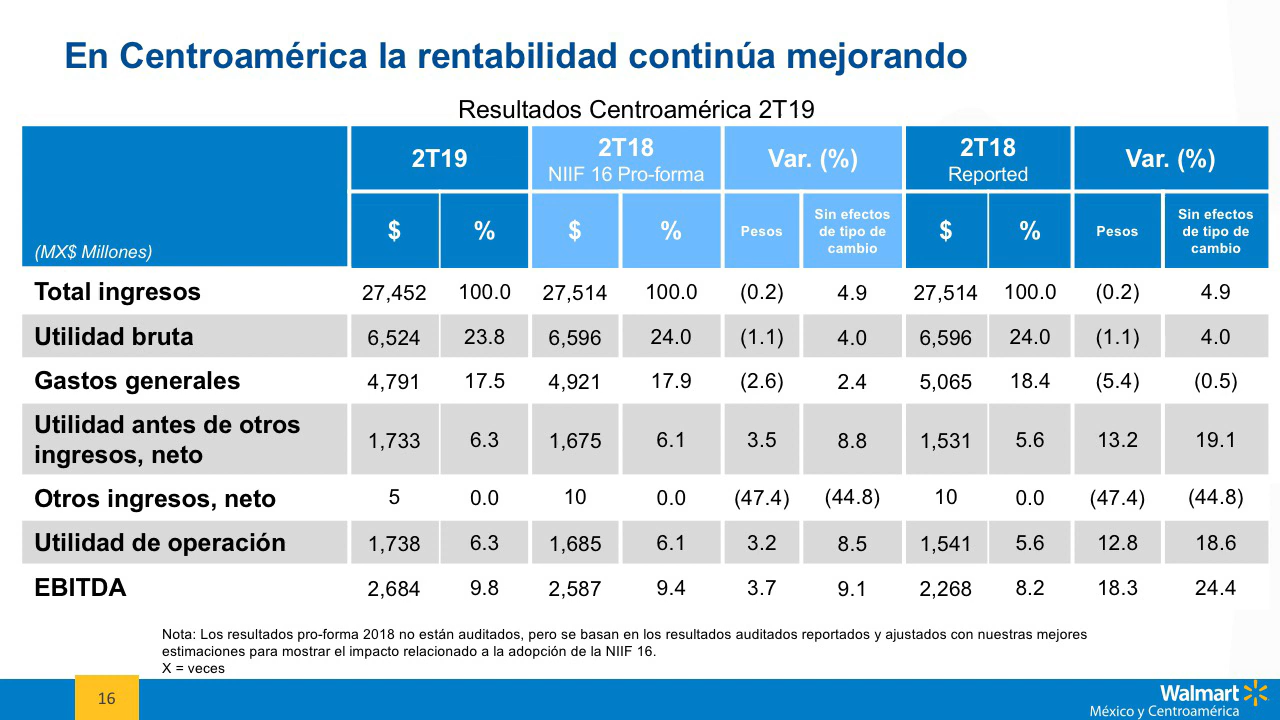 En Centroamérica la rentabilidad continúa mejorando
Resultados Centroamérica 2T19
(MX$ Millones) 2T19 2T18 NIIF 16 Pro-forma Var. (%) 2T18 Reported Var. (%)
$ % $ % Pesos Sin efectos de tipo de cambio $ % Pesos Sin efectos de tipo de cambio
Total ingresos 27,452 100.0 27,514 100.0 (0.2) 4.9 27,514 100.0 (0.2) 4.9
Utilidad bruta 6,524 23.8 6,596 24.0 (1.1) 4.0 6,596 24.0 (1.1) 4.0
Gastos generales 4,791 17.5 4,921 17.9 (2.6) 2.4 5,065 18.4 (5.4) (0.5)
Utilidad antes de otros ingresos, neto 1,733 6.3 1,675 6.1 3.5 8.8 1,531 5.6 13.2 19.1
Otros ingresos, neto 5 0.0 10 0.0 (47.4) (44.8) 10 0.0 (47.4) (44.8)
Utilidad de operación 1,738 6.3 1,685 6.1 3.2 8.5 1,541 5.6 12.8 18.6
EBITDA 2,684 9.8 2,587 9.4 3.7 9.1 2,268 8.2 18.3 24.4
Nota: Los resultados pro-forma 2018 no están auditados, pero se basan en los resultados auditados reportados y ajustados con nuestras mejores
estimaciones para mostrar el impacto relacionado a la adopción de la NIIF 16.
X = veces
16
Walmart
México y Centroamérica